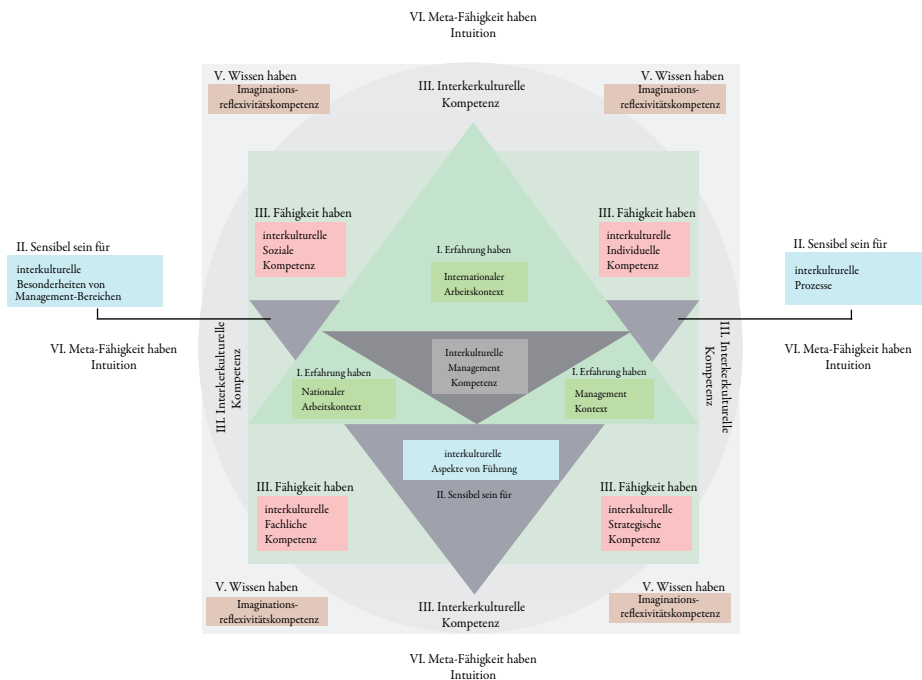 VI. Meta-Fähigkeit haben
Intuition
V. Wissen haben
Imaginations-
reflexivitätskompetenz
III. Interkerkulturelle
Kompetenz
V. Wissen haben
Imaginations-
reflexivitätskompetenz
III. Fähigkeit haben
interkulturelle
Soziale
Kompetenz
III. Fähigkeit haben
interkulturelle
Individuelle
Kompetenz
II. Sensibel sein für
interkulturelle
Besonderheiten von
Management-Bereichen
I. Erfahrung haben
Internationaler
Arbeitskontext
II. Sensibel sein für
interkulturelle
Prozesse
VI. Meta-Fähigkeit haben
Intuition
III. Interkerkulturelle
Kompetenz
I. Erfahrung haben
Nationaler
Arbeitskontext
Interkulturelle
Management
Kompetenz
I. Erfahrung haben
Management
Kontext
III. Interkerkulturelle
Kompetenz
VI. Meta-Fähigkeit haben
Intuition
interkulturelle
Aspekte von Führung
II. Sensibel sein für
III. Fähigkeit haben
interkulturelle
Fachliche
Kompetenz
III. Fähigkeit haben
interkulturelle
Strategische
Kompetenz
V. Wissen haben
Imaginations-
reflexivitätskompetenz
III. Interkerkulturelle
Kompetenz
V. Wissen haben
Imaginations-
reflexivitätskompetenz
VI. Meta-Fähigkeit haben
Intuition